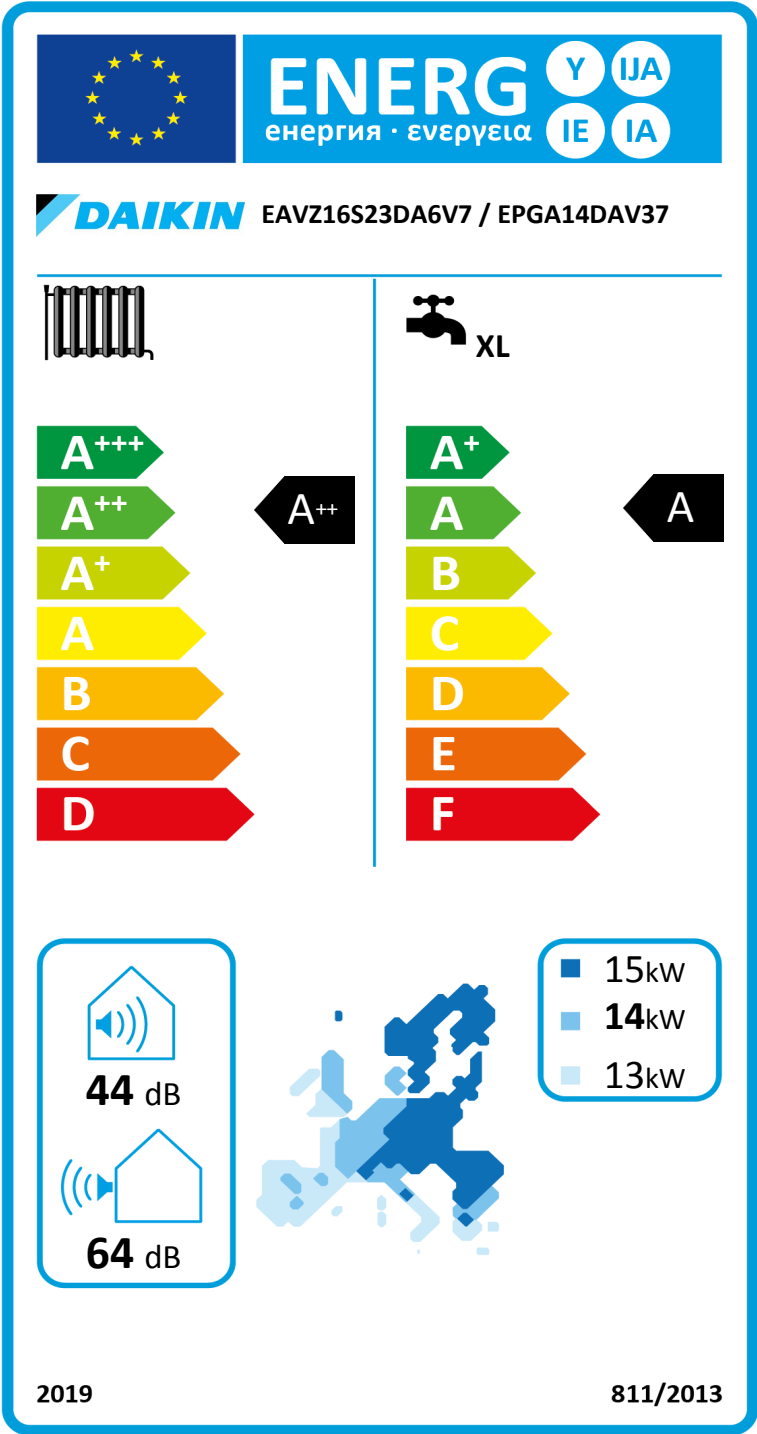 ENERG
енергия · ενεργεια
Y IJA
IE IA
DAIKIN EAVZ16S23DA6V7 / EPGA14DAV37
XL
A+++
A++
A+
A
B
C
D
A++
A+
A
B
C
D
E
F
A
44 dB
64 dB
15kW
14kW
13kW
2019
811/2013